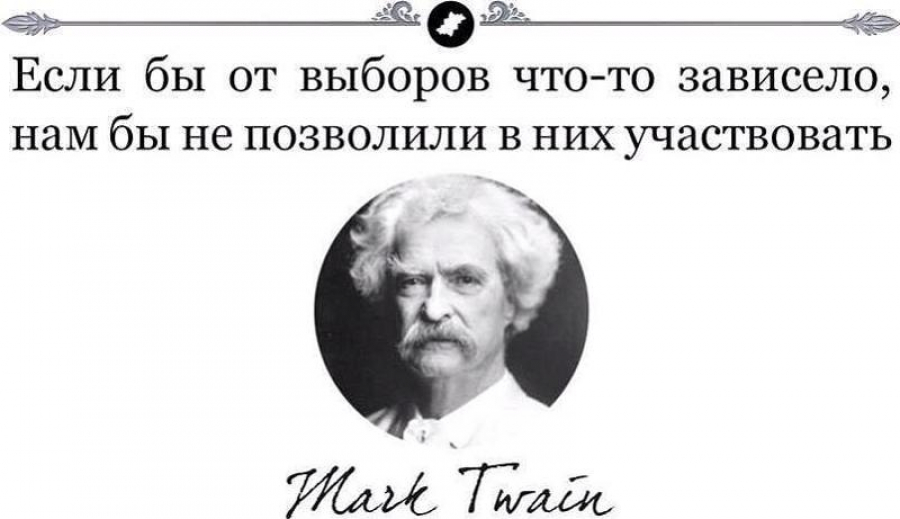 Если бы от выборов что-то зависело,
нам бы не позволили в них участвовать
Mark Twain